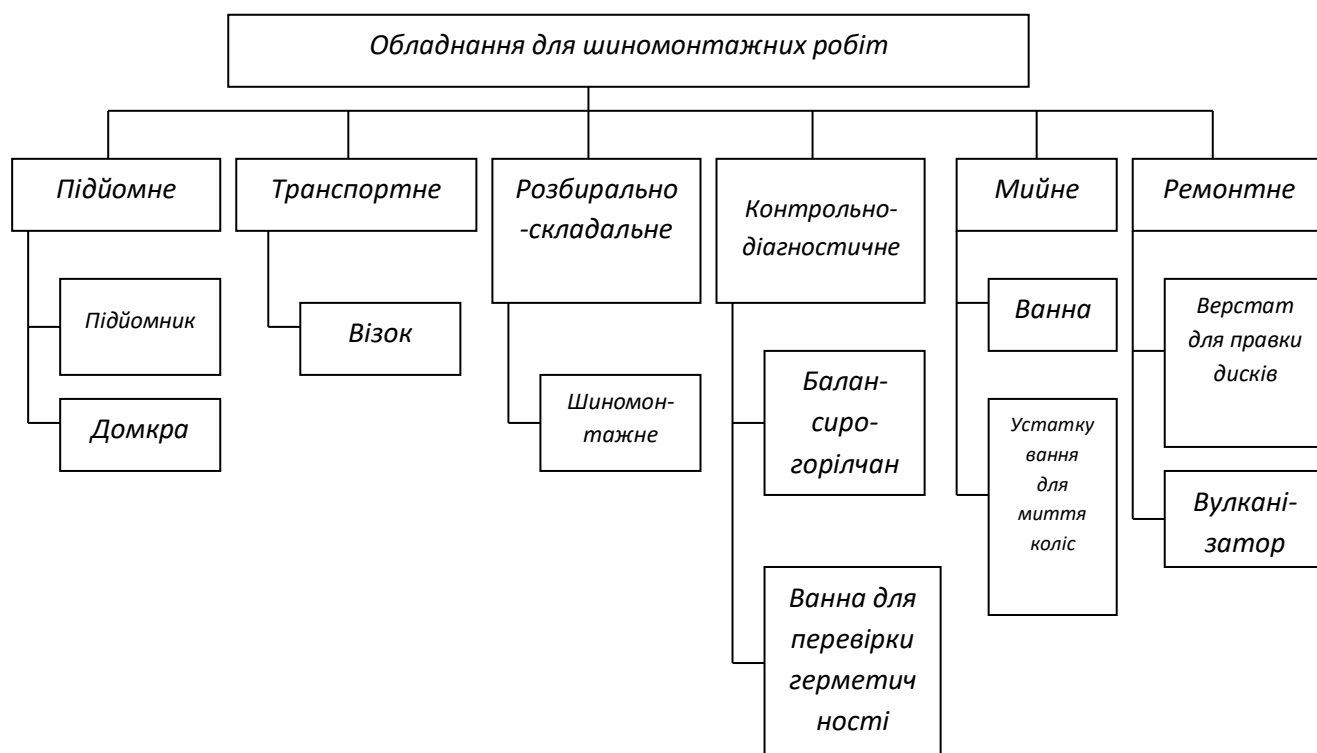 Обладнання для шиномонтажних робіт
Підйомне
Транспортне
Розбирально
-складальне
Контрольно-
діагностичне
Мийне
Ремонтне
Підйомник
Домкра
Візок
Шиномон-
тажне
Балан-
сиро-
горілчан
Ванна для
перевірки
герметич
ності
Ванна
Устатку
вання
для
миття
коліс
Верстат
для правки
дисків
Вулкані-
затор